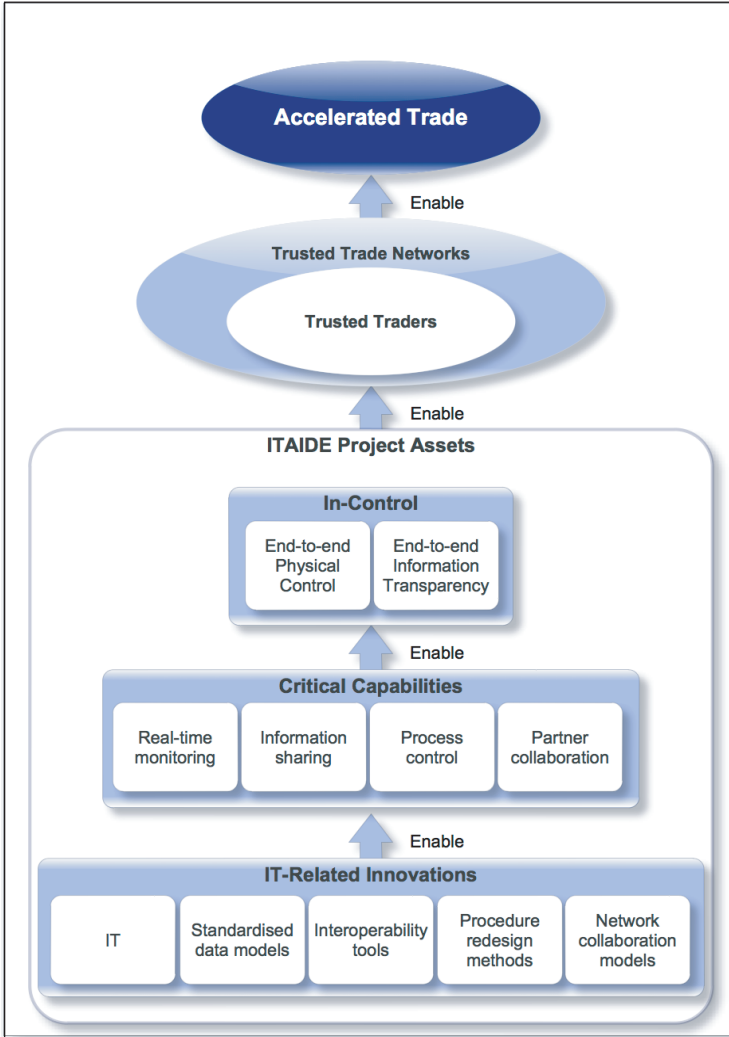 Accelerated Trade
Enable
Trusted Trade Networks
Trusted Traders
Enable
ITAIDE Project Assets
In-Control
End-to-end
Physical
Control
End-to-end
Information
Transparency
Enable
Critical Capabilities
Real-time
monitoring
Information
sharing
Process
control
Partner
collaboration
Enable
IT-Related Innovations
IT
Standardised
data models
Interoperability
tools
Procedure
redesign
methods
Network
collaboration
models